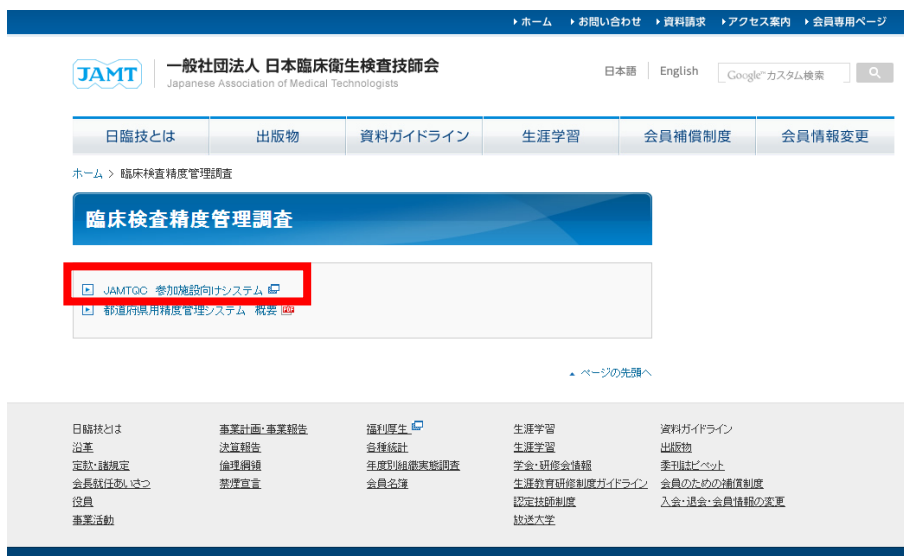 ホーム お問い合わせ 資料請求 アクセス案内 会員専用ページ
JAMT
一般社団法人 日本臨床衛生検査技師会
Japanese Association of Medical Technologists
日本語 English Google™カスタム検索
日臨技とは 出版物 資料ガイドライン 生涯学習 会員補償制度 会員情報変更
ホーム > 臨床検査精度管理調査
臨床検査精度管理調査
JAMTQC 参加施設向けシステム
都道府県用精度管理システム 概要 PDF
ページの先頭へ
日臨技とは 事業計画・事業報告 福利厚生 生涯学習 資料ガイドライン
沿革 決算報告 各種統計 生涯学習 出版物
定款・諸規定 倫理綱領 年度別組織実態調査 学会・研修会情報 季刊誌ピペット
会長就任あいさつ 禁煙宣言 会員名簿 生涯教育研修制度ガイドライン 会員のための補償制度
役員 認定技師制度 入会・退会・会員情報の変更
事業活動 放送大学